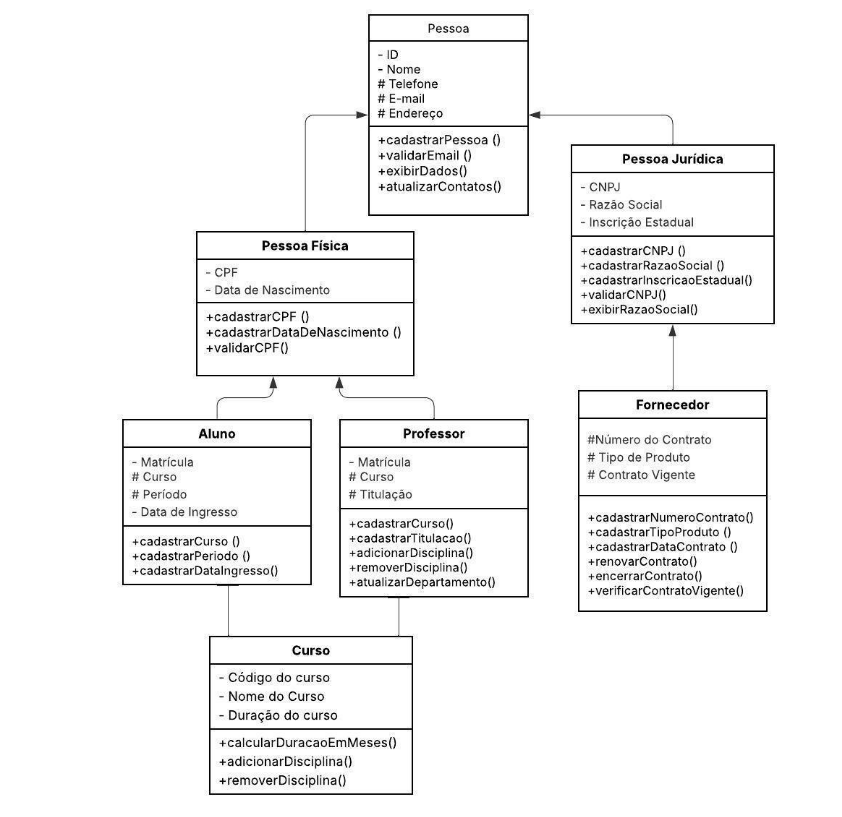 Pessoa
- ID
- Nome
# Telefone
# E-mail
# Endereço
+cadastrarPessoa ()
+validarEmail ()
+exibirDados()
+atualizarContatos()
Pessoa Jurídica
- CNPJ
- Razão Social
- Inscrição Estadual
+cadastrarCNPJ ()
+cadastrarRazaoSocial ()
+cadastrarInscricaoEstadual()
+validarCNPJ()
+exibirRazaoSocial()
Pessoa Física
- CPF
- Data de Nascimento
+cadastrarCPF ()
+cadastrarDataDeNascimento ()
+validarCPF()
Aluno
- Matrícula
# Curso
# Período
- Data de Ingresso
+cadastrarCurso ()
+cadastrarPeriodo ()
+cadastrarDataIngresso()
Professor
- Matrícula
# Curso
# Titulação
+cadastrarCurso()
+cadastrarTitulacao()
+adicionarDisciplina()
+removerDisciplina()
+atualizarDepartamento()
Fornecedor
#Número do Contrato
# Tipo de Produto
# Contrato Vigente
+cadastrarNumeroContrato()
+cadastrarTipoProduto ()
+cadastrarDataContrato ()
+renovarContrato()
+encerrarContrato()
+verificarContratoVigente()
Curso
- Código do curso
- Nome do Curso
- Duração do curso
+calcularDuracaoEmMeses()
+adicionarDisciplina()
+removerDisciplina()